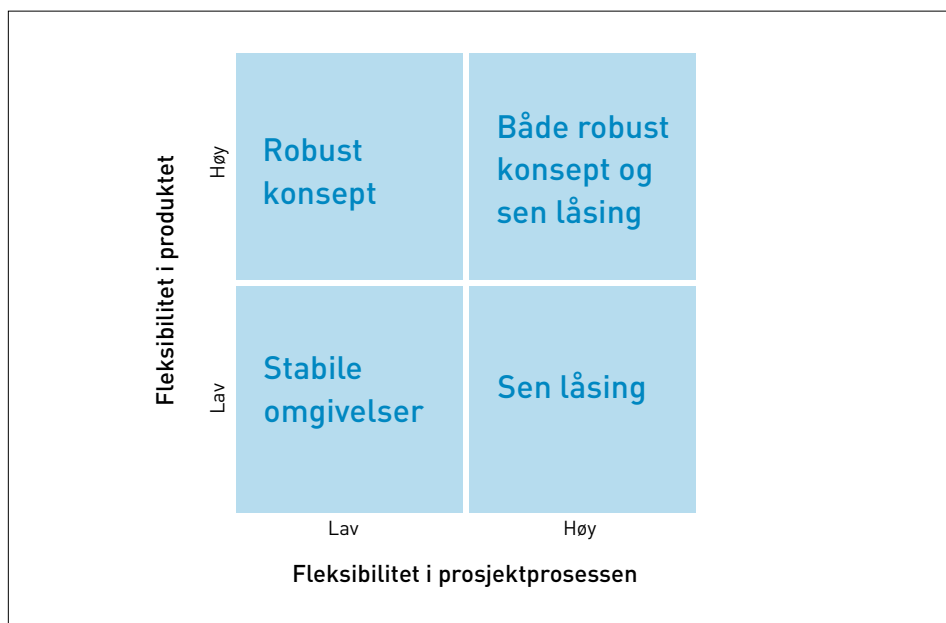 Fleksibilitet i produktet
Høy
Robust
konsept
Både robust
konsept og
sen låsing
Lav
Stabile
omgivelser
Sen låsing
Lav
Høy
Fleksibilitet i prosjektprosessen